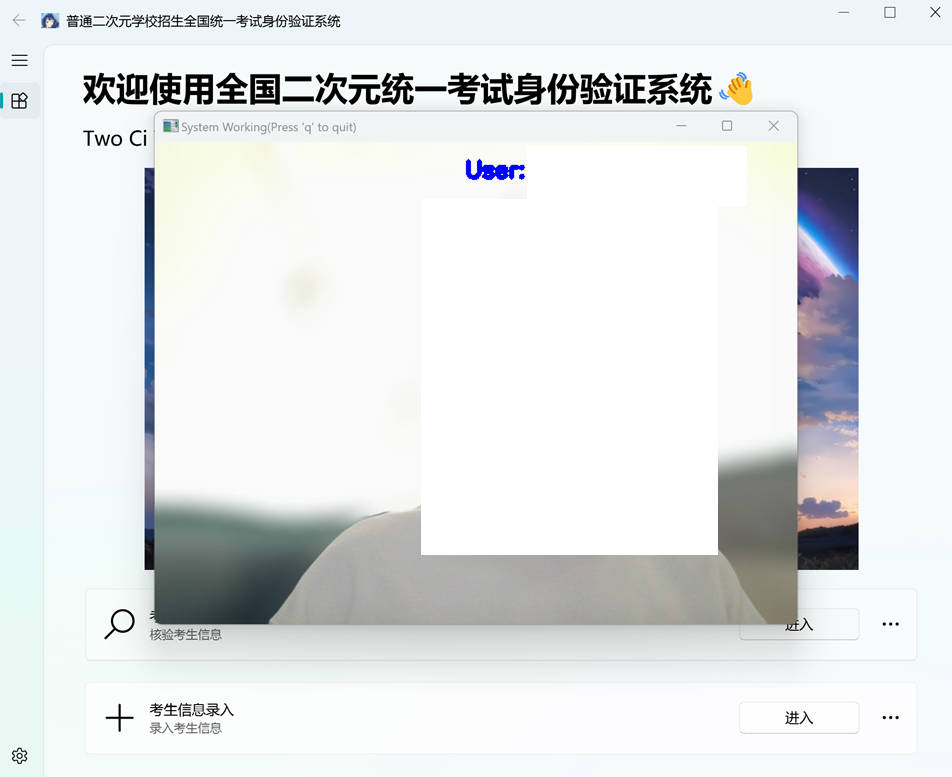 普通二次元学校招生全国统一考试身份验证系统
欢迎使用全国二次元统一考试身份验证系统👋
Two Ci
System Working(Press 'q' to quit)
User:
核验考生信息
进入
考生信息录入
录入考生信息
进入